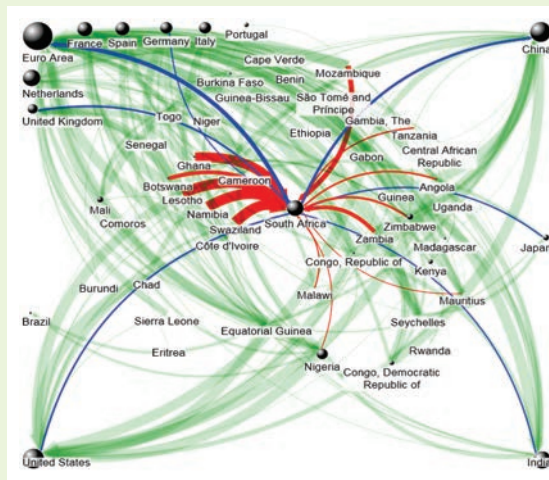 Portugal
France
Spain
Germany
Italy
Euro Area
China
Cape Verde
Mozambique
Burkina Faso
Benin
Netherlands
Guinea-Bissau
São Tomé and
Príncipe
United Kingdom
Togo
Niger
Gambia, The
Ethiopia
Tanzania
Senegal
Central African
Republic
Gabon
Ghana
Cameroon
Botswana
Angola
Lesotho
Guinea
Uganda
Mali
Namibia
Comoros
South Africa
Zimbabwe
Swaziland
Zambia
Madagascar
Japan
Côte d'Ivoire
Congo, Republic of
Kenya
Burundi
Chad
Malawi
Mauritius
Brazil
Sierra Leone
Equatorial Guinea
Seychelles
Eritrea
Rwanda
Nigeria
Congo, Democratic
Republic of
United States
India